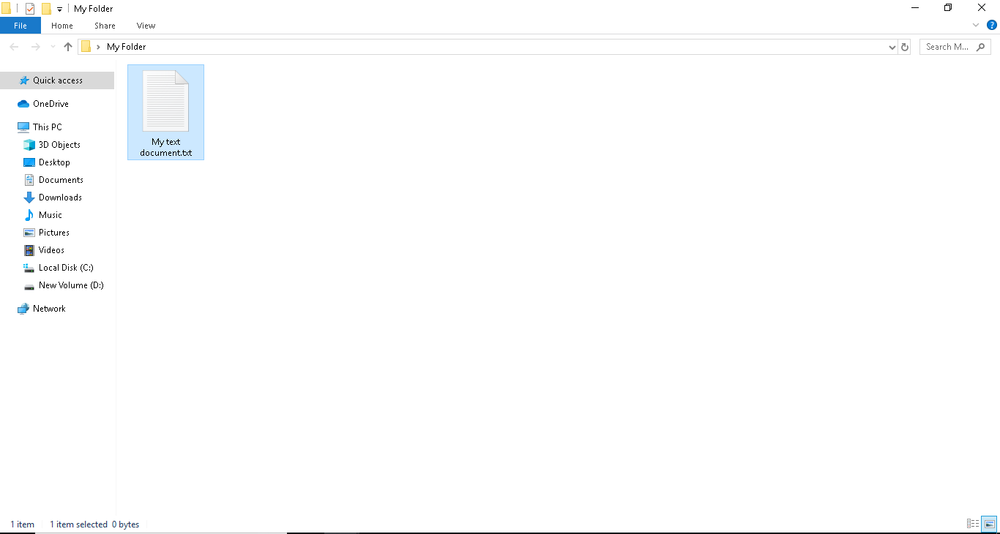 My Folder
File Home Share View
?
My Folder
Search M...
Quick access
OneDrive
This PC
3D Objects
Desktop
Documents
Downloads
Music
Pictures
Videos
Local Disk (C:)
New Volume (D:)
Network
My text
document.txt
1 item 1 item selected 0 bytes